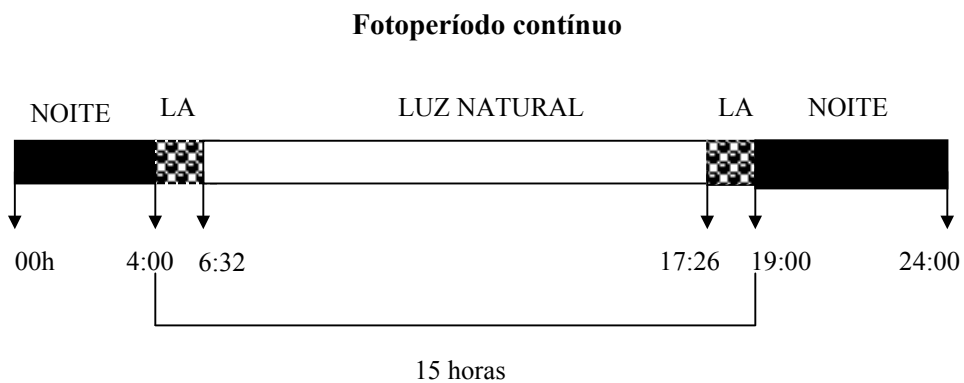 Fotoperíodo contínuo
NOITE LA LUZ NATURAL LA NOITE
00h 4:00 6:32 17:26 19:00 24:00
15 horas